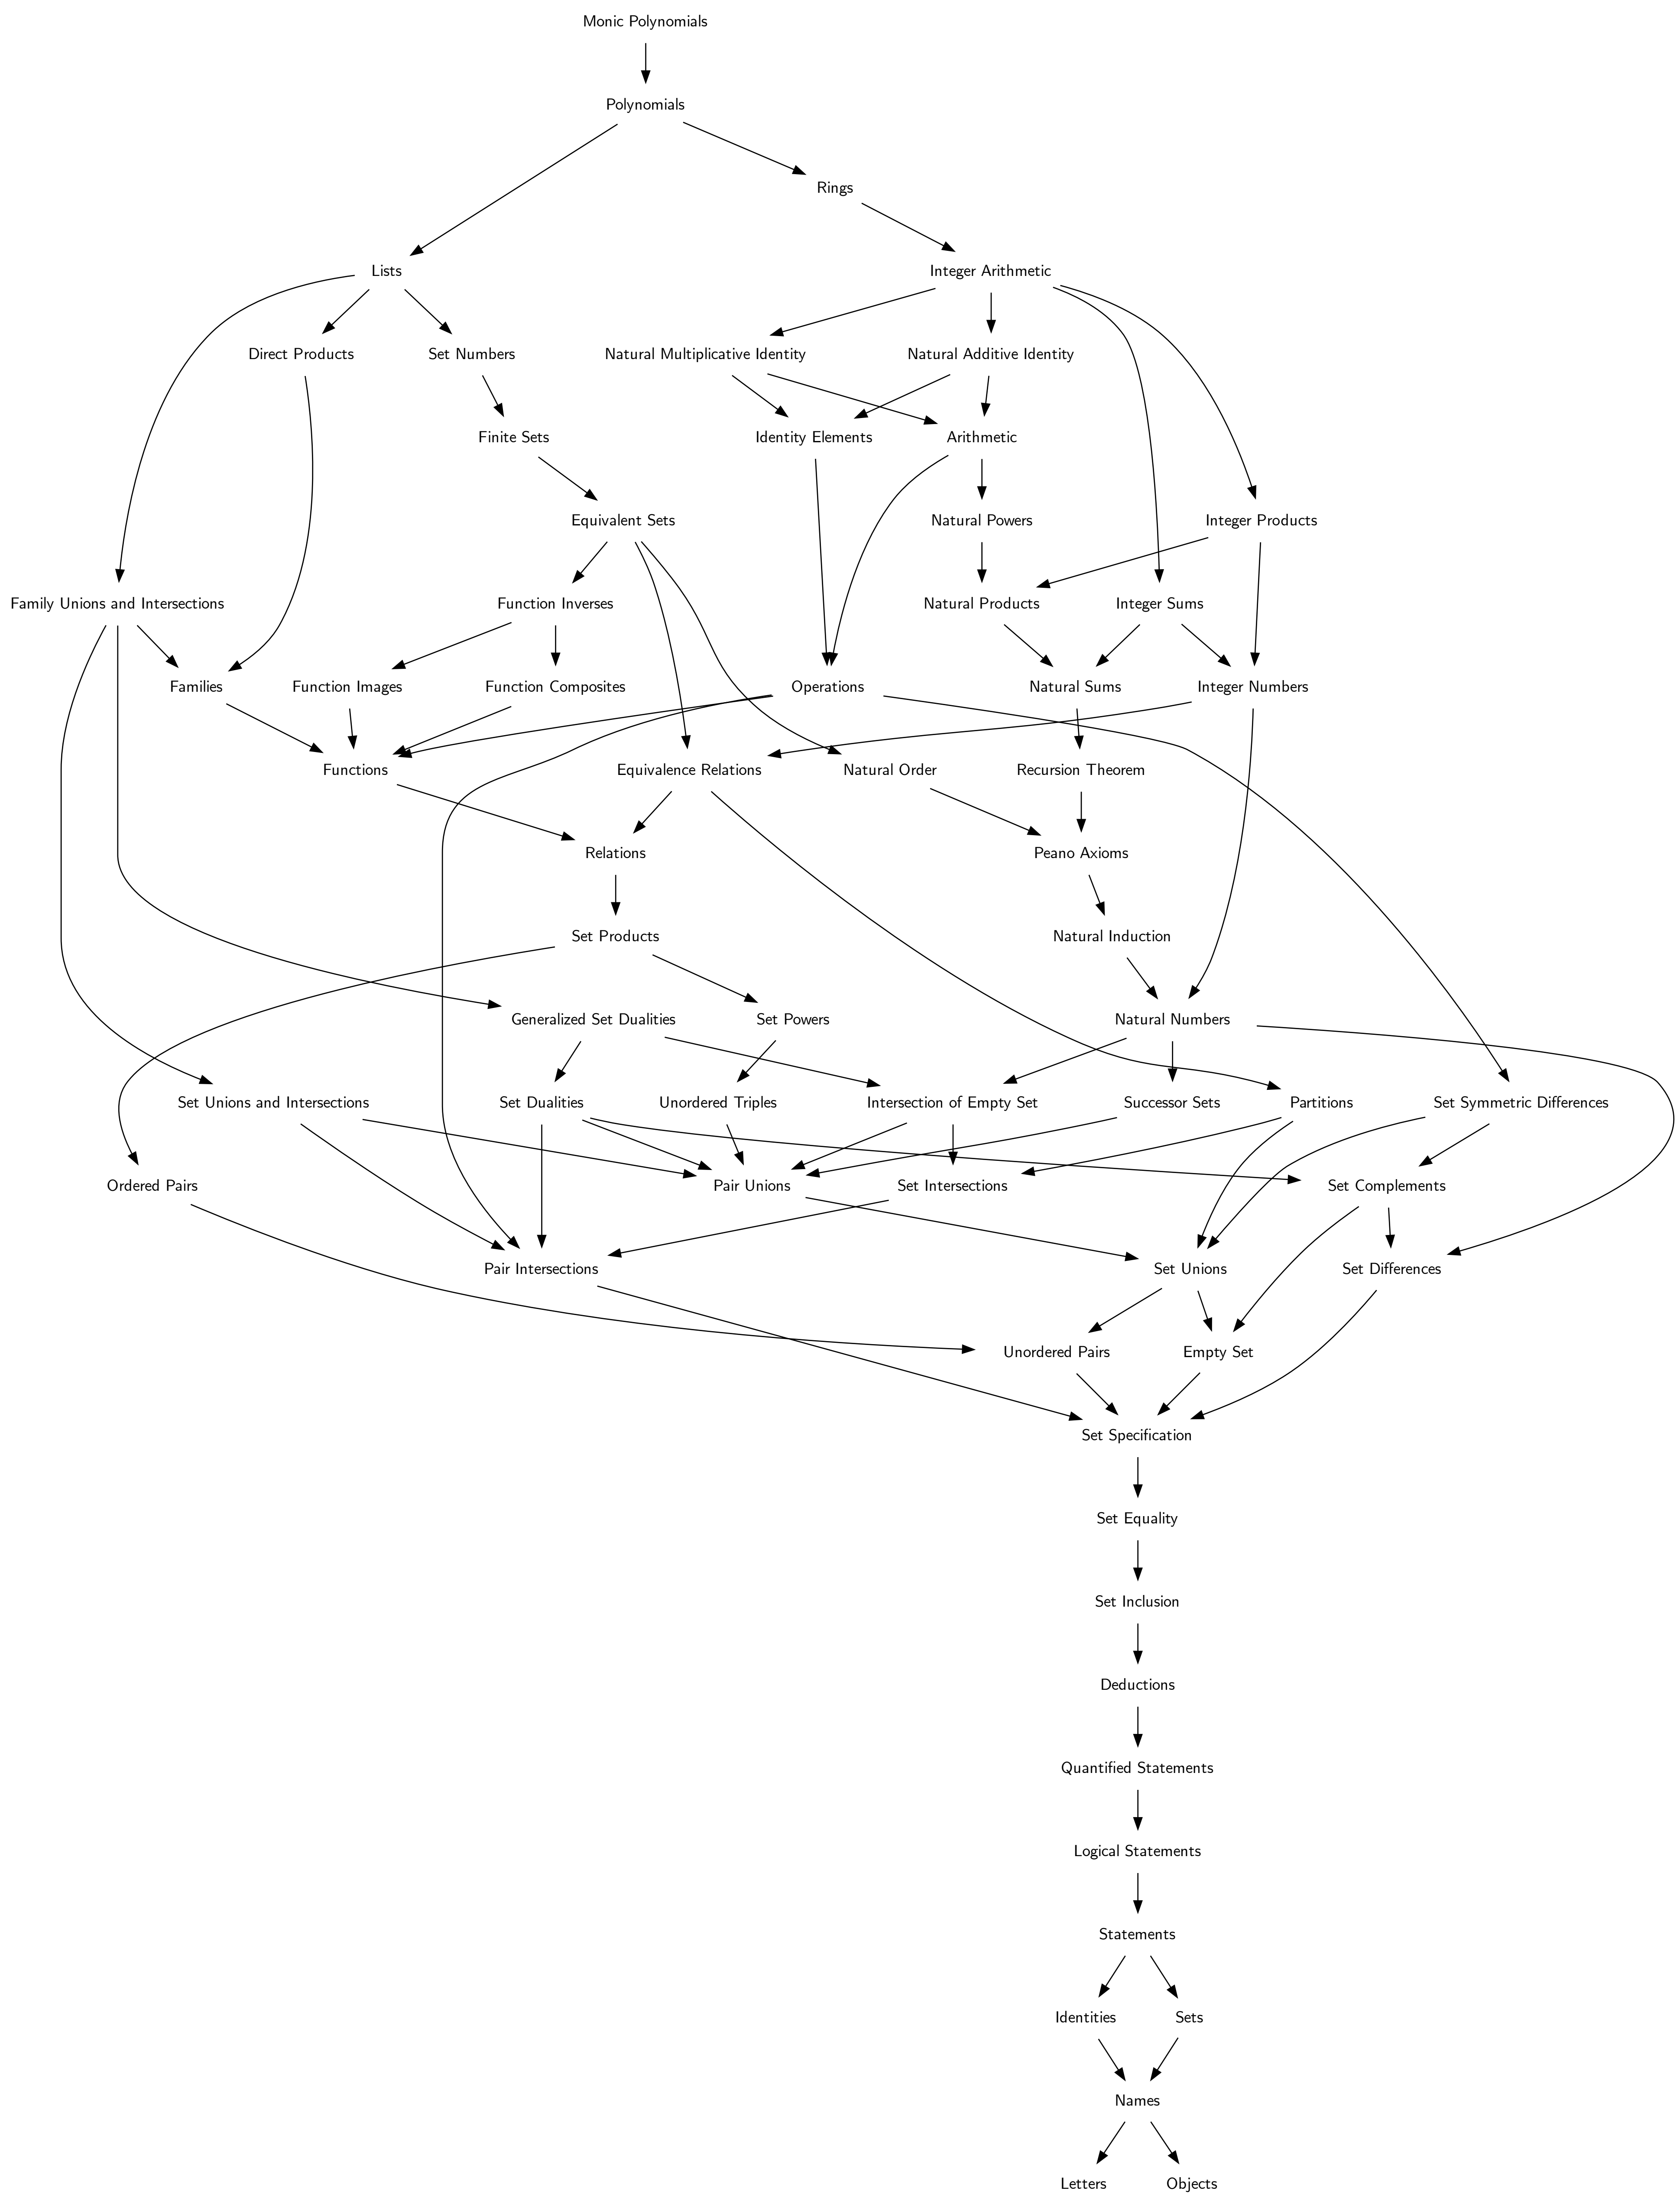 Monic Polynomials
Polynomials
Rings
Lists
Integer Arithmetic
Direct Products
Set Numbers
Natural Multiplicative Identity
Natural Additive Identity
Finite Sets
Identity Elements
Arithmetic
Equivalent Sets
Natural Powers
Integer Products
Family Unions and Intersections
Function Inverses
Natural Products
Integer Sums
Families
Function Images
Function Composites
Operations
Natural Sums
Integer Numbers
Functions
Equivalence Relations
Natural Order
Recursion Theorem
Relations
Peano Axioms
Set Products
Natural Induction
Generalized Set Dualities
Set Powers
Natural Numbers
Set Unions and Intersections
Set Dualities
Unordered Triples
Intersection of Empty Set
Successor Sets
Partitions
Set Symmetric Differences
Ordered Pairs
Pair Unions
Set Intersections
Set Complements
Pair Intersections
Set Unions
Set Differences
Unordered Pairs
Empty Set
Set Specification
Set Equality
Set Inclusion
Deductions
Quantified Statements
Logical Statements
Statements
Identities
Sets
Names
Letters
Objects